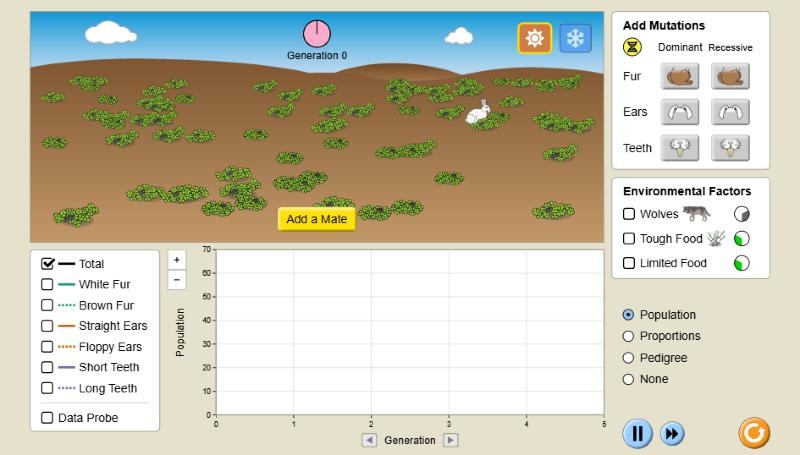 Generation 0
Add a Mate
Add Mutations
Dominant Recessive
Fur
Ears
Teeth
Environmental Factors
Wolves
Tough Food
Limited Food
Total
White Fur
Brown Fur
Straight Ears
Floppy Ears
Short Teeth
Long Teeth
Data Probe
+
−
Population
70
60
50
40
30
20
10
0
0 1 2 3 4 5
Generation
Population
Proportions
Pedigree
None